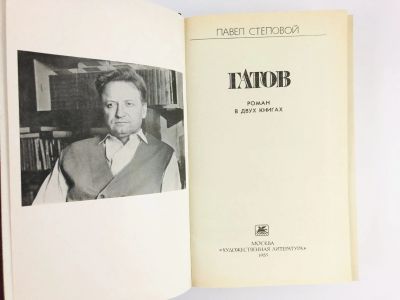 ПАВЕЛ СТЕПОВОЙ
ГАТОВ
РОМАН
В ДВУХ КНИГАХ
МОСКВА
«ХУДОЖЕСТВЕННАЯ ЛИТЕРАТУРА»